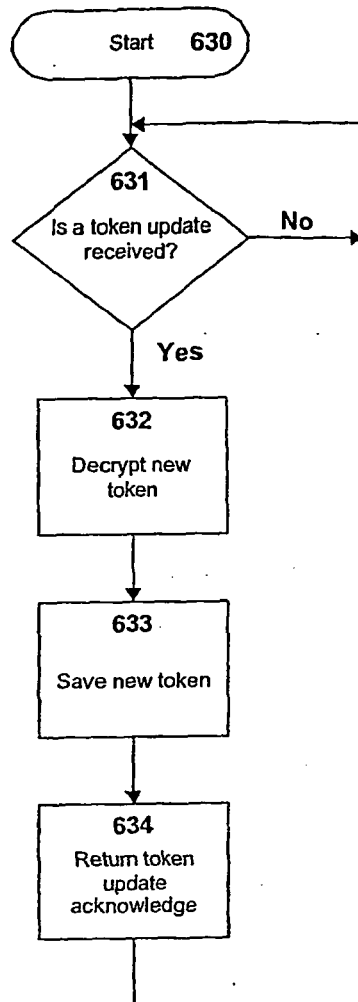 Start 630
631
Is a token update
received?
No
Yes
632
Decrypt new
token
633
Save new token
634
Return token
update
acknowledge